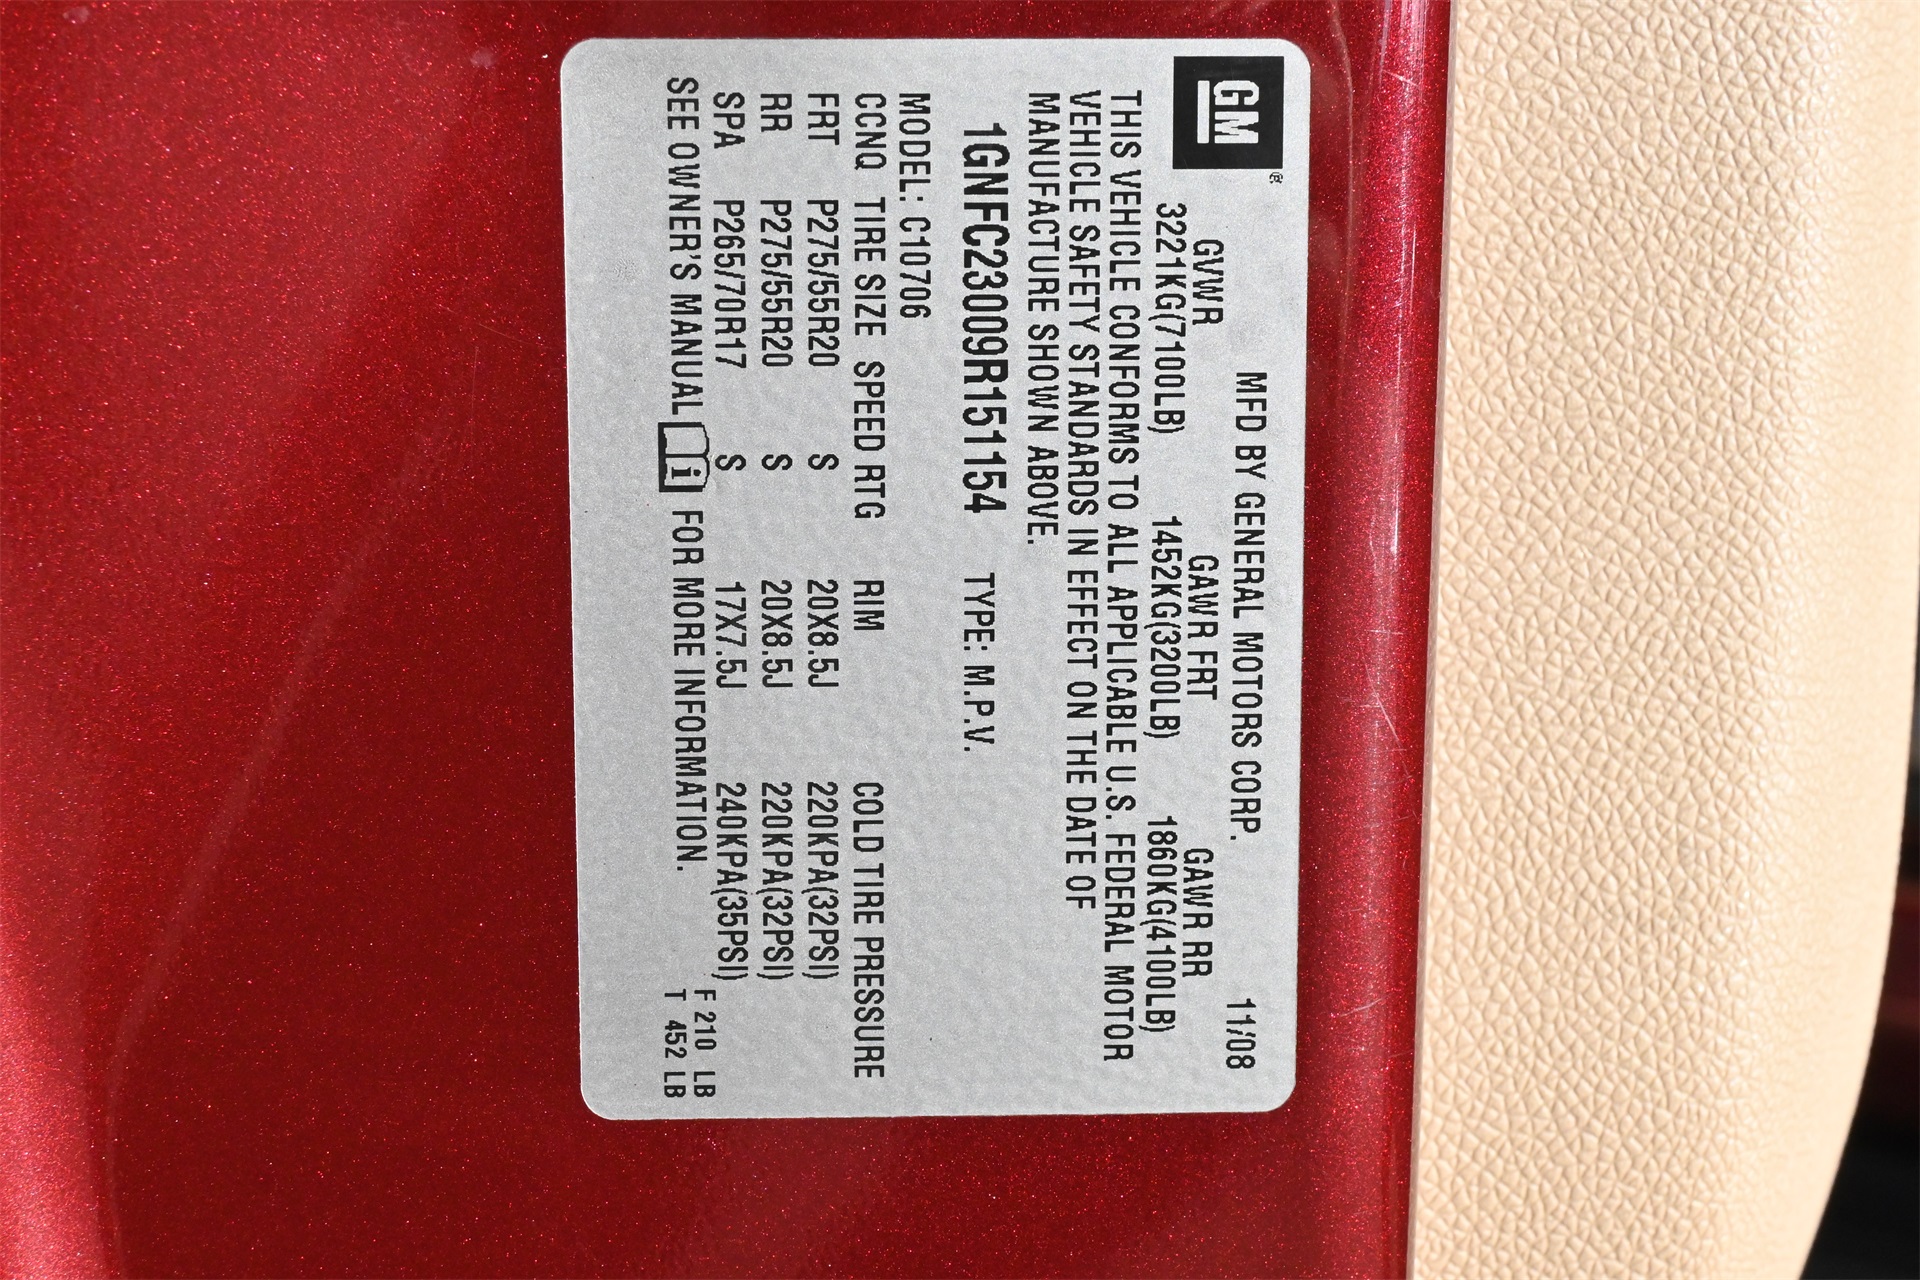 GM ®
MFD BY GENERAL MOTORS CORP. 11/08
GVWR GAWR FRT GAWR RR
3221KG(7100LB) 1452KG(3200LB) 1860KG(4100LB)
THIS VEHICLE CONFORMS TO ALL APPLICABLE U.S. FEDERAL MOTOR
VEHICLE SAFETY STANDARDS IN EFFECT ON THE DATE OF
MANUFACTURE SHOWN ABOVE.
1GNFC23009R151154 TYPE: M.P.V.
MODEL: C10706
CCNQ TIRE SIZE SPEED RTG RIM COLD TIRE PRESSURE
FRT P275/55R20 S 20X8.5J 220KPA(32PSI)
RR P275/55R20 S 20X8.5J 220KPA(32PSI)
SPA P265/70R17 S 17X7.5J 240KPA(35PSI)
SEE OWNER'S MANUAL i FOR MORE INFORMATION.
F 210 LB
T 452 LB